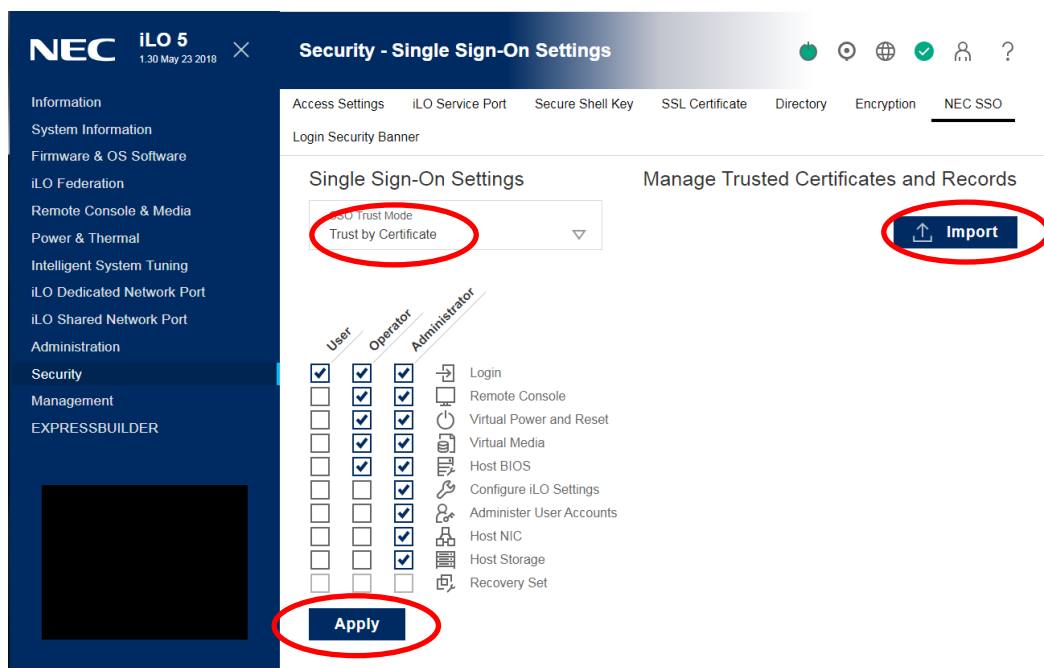 NEC
iLO 5
1.30 May 23 2018
Security - Single Sign-On Settings
?
Information
System Information
Firmware & OS Software
iLO Federation
Remote Console & Media
Power & Thermal
Intelligent System Tuning
iLO Dedicated Network Port
iLO Shared Network Port
Administration
Security
Management
EXPRESSBUILDER
Access Settings iLO Service Port Secure Shell Key SSL Certificate Directory Encryption NEC SSO
Login Security Banner
Single Sign-On Settings
Manage Trusted Certificates and Records
SSO Trust Mode
Trust by Certificate
Import
User Operator Administrator
Login
Remote Console
Virtual Power and Reset
Virtual Media
Host BIOS
Configure iLO Settings
Administer User Accounts
Host NIC
Host Storage
Recovery Set
Apply